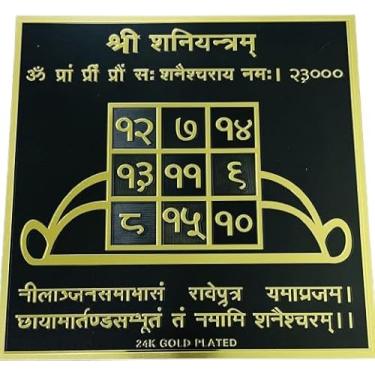 श्री शनियन्त्रम्
ॐ प्रां प्रीं प्रौं सः शनैश्चराय नमः। २३०००
१२ ७ १४
१३ ११ ६
८ १५ १०
नीलाञ्जनसमाभासं रावेपुत्र यमाग्रजम।
छायामार्तण्डसम्भूतं तं नमामि शनैश्चरम्।।
24K GOLD PLATED